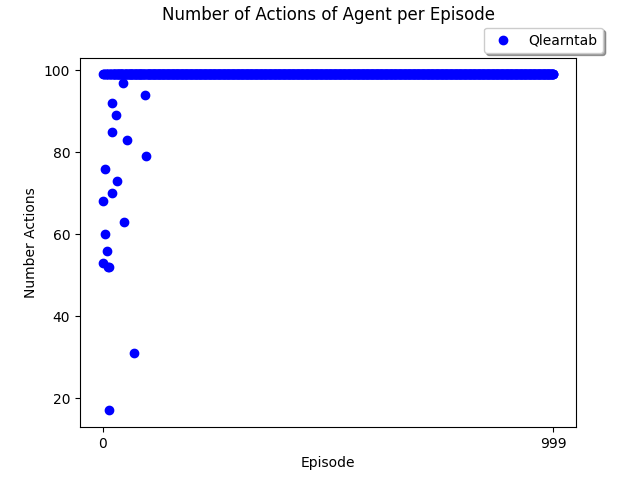 Number of Actions of Agent per Episode
Qlearntab
100
80
60
40
20
Number Actions
0
999
Episode